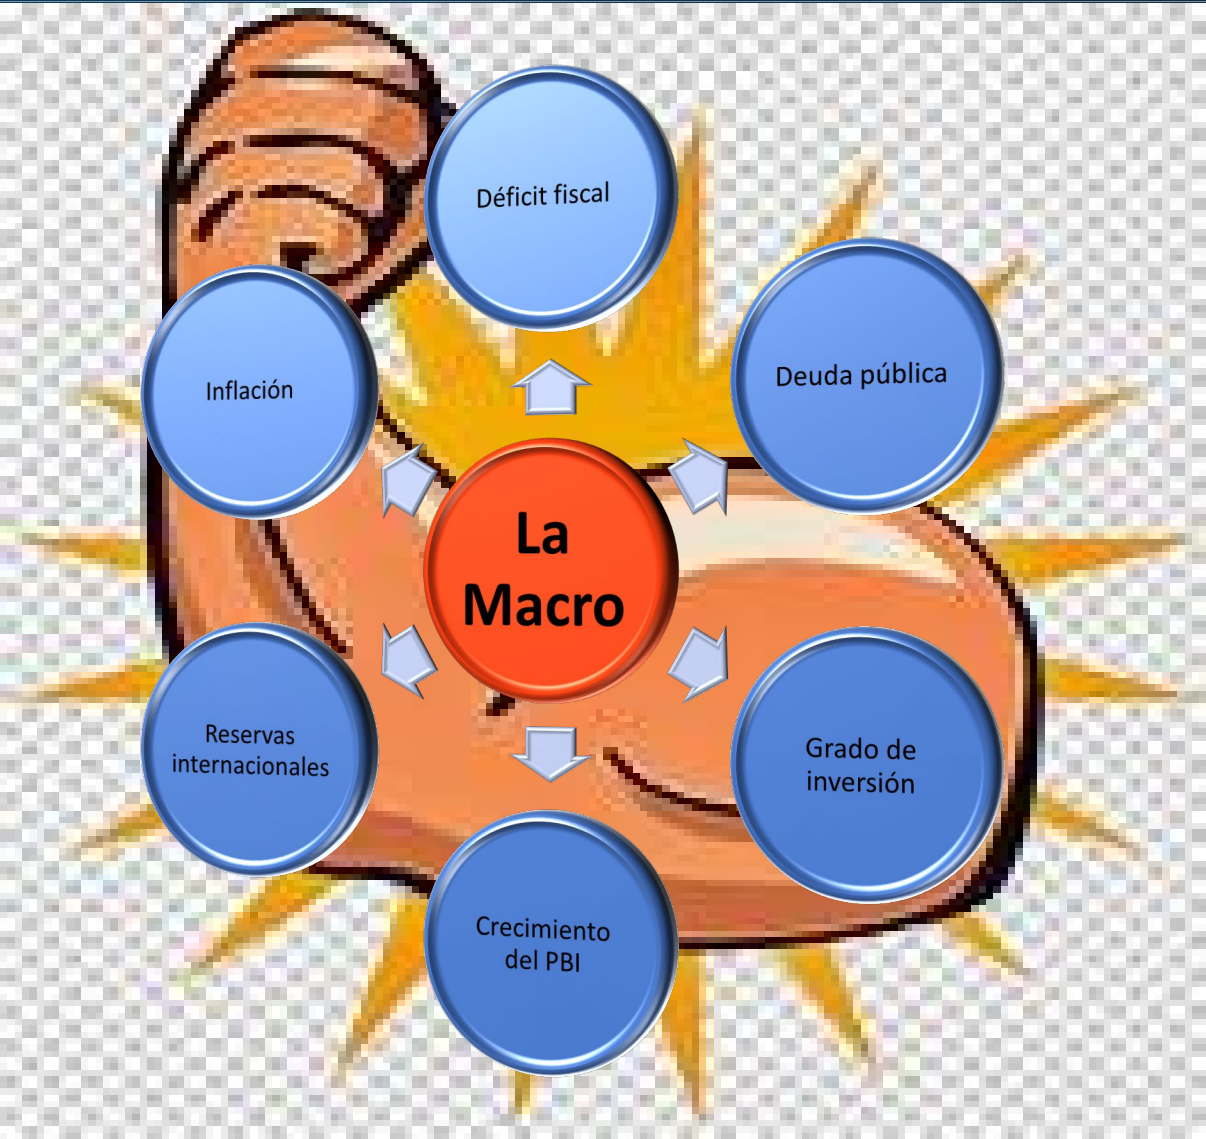 Déficit fiscal
Deuda pública
Inflación
La
Macro
Reservas
internacionales
Grado de
inversión
Crecimiento
del PBI